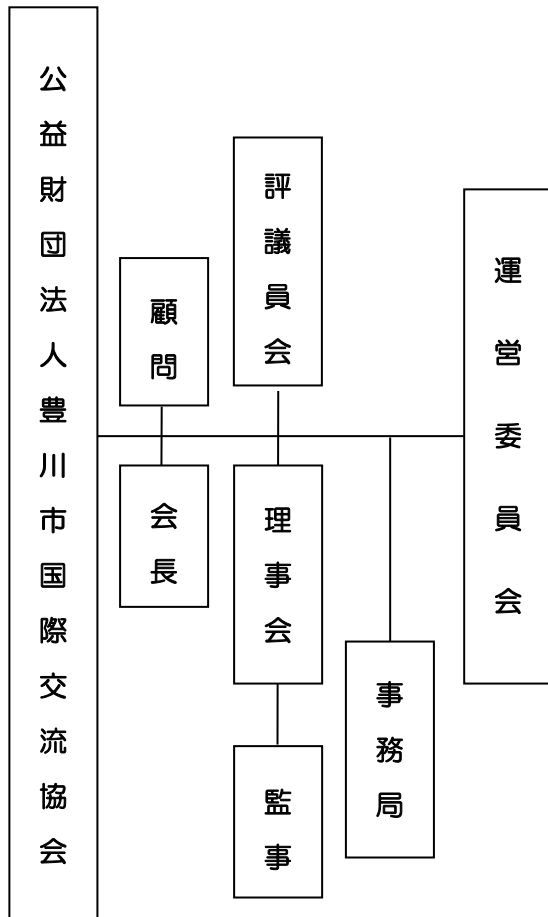 公益財団法人豊川市国際交流協会
顧問
会長
評議員会
理事会
監事
事務局
運営委員会